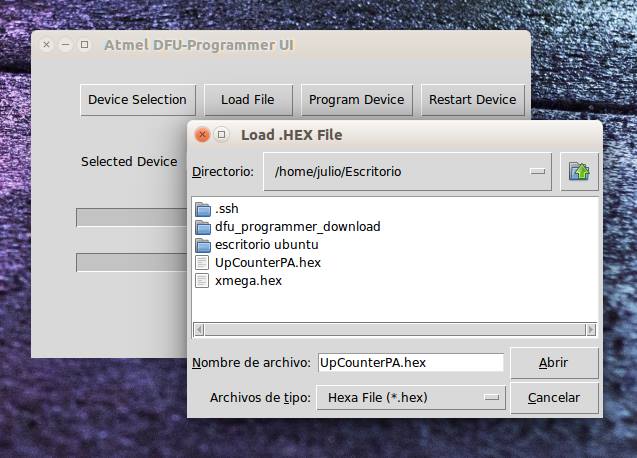 Atmel DFU-Programmer UI
Device Selection Load File Program Device Restart Device
Selected Device
Load .HEX File
Directorio: /home/julio/Escritorio
.ssh
dfu_programmer_download
escritorio ubuntu
UpCounterPA.hex
xmega.hex
Nombre de archivo: UpCounterPA.hex Abrir
Archivos de tipo: Hexa File (*.hex) Cancelar